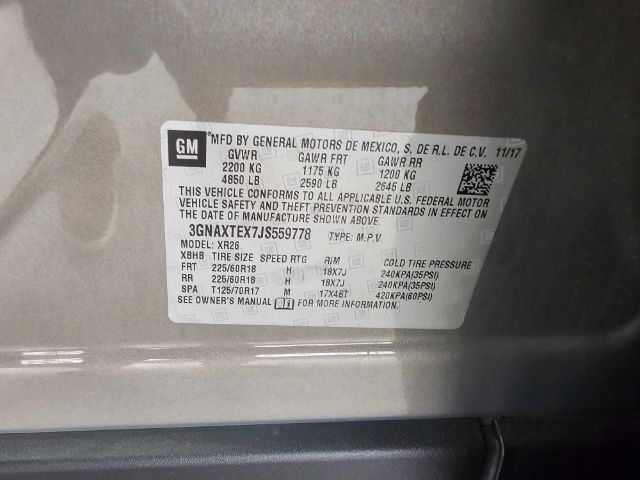 GM
MFD BY GENERAL MOTORS DE MEXICO, S. DE R.L. DE C.V. 11/17
GVWR GAWR FRT GAWR RR
2200 KG 1175 KG 1200 KG
4850 LB 2590 LB 2645 LB
THIS VEHICLE CONFORMS TO ALL APPLICABLE U.S. FEDERAL MOTOR
VEHICLE SAFETY AND THEFT PREVENTION STANDARDS IN EFFECT ON
THE DATE OF MANUFACTURE SHOWN ABOVE.
3GNAXTEX7JS559778 TYPE: M.P.V.
MODEL: XR26
XBHB TIRE SIZE SPEED RTG RIM COLD TIRE PRESSURE
FRT 225/60R18 H 18X7J 240KPA(35PSI)
RR 225/60R18 H 18X7J 240KPA(35PSI)
SPA T125/70R17 M 17X4BT 420KPA(60PSI)
SEE OWNER'S MANUAL FOR MORE INFORMATION.